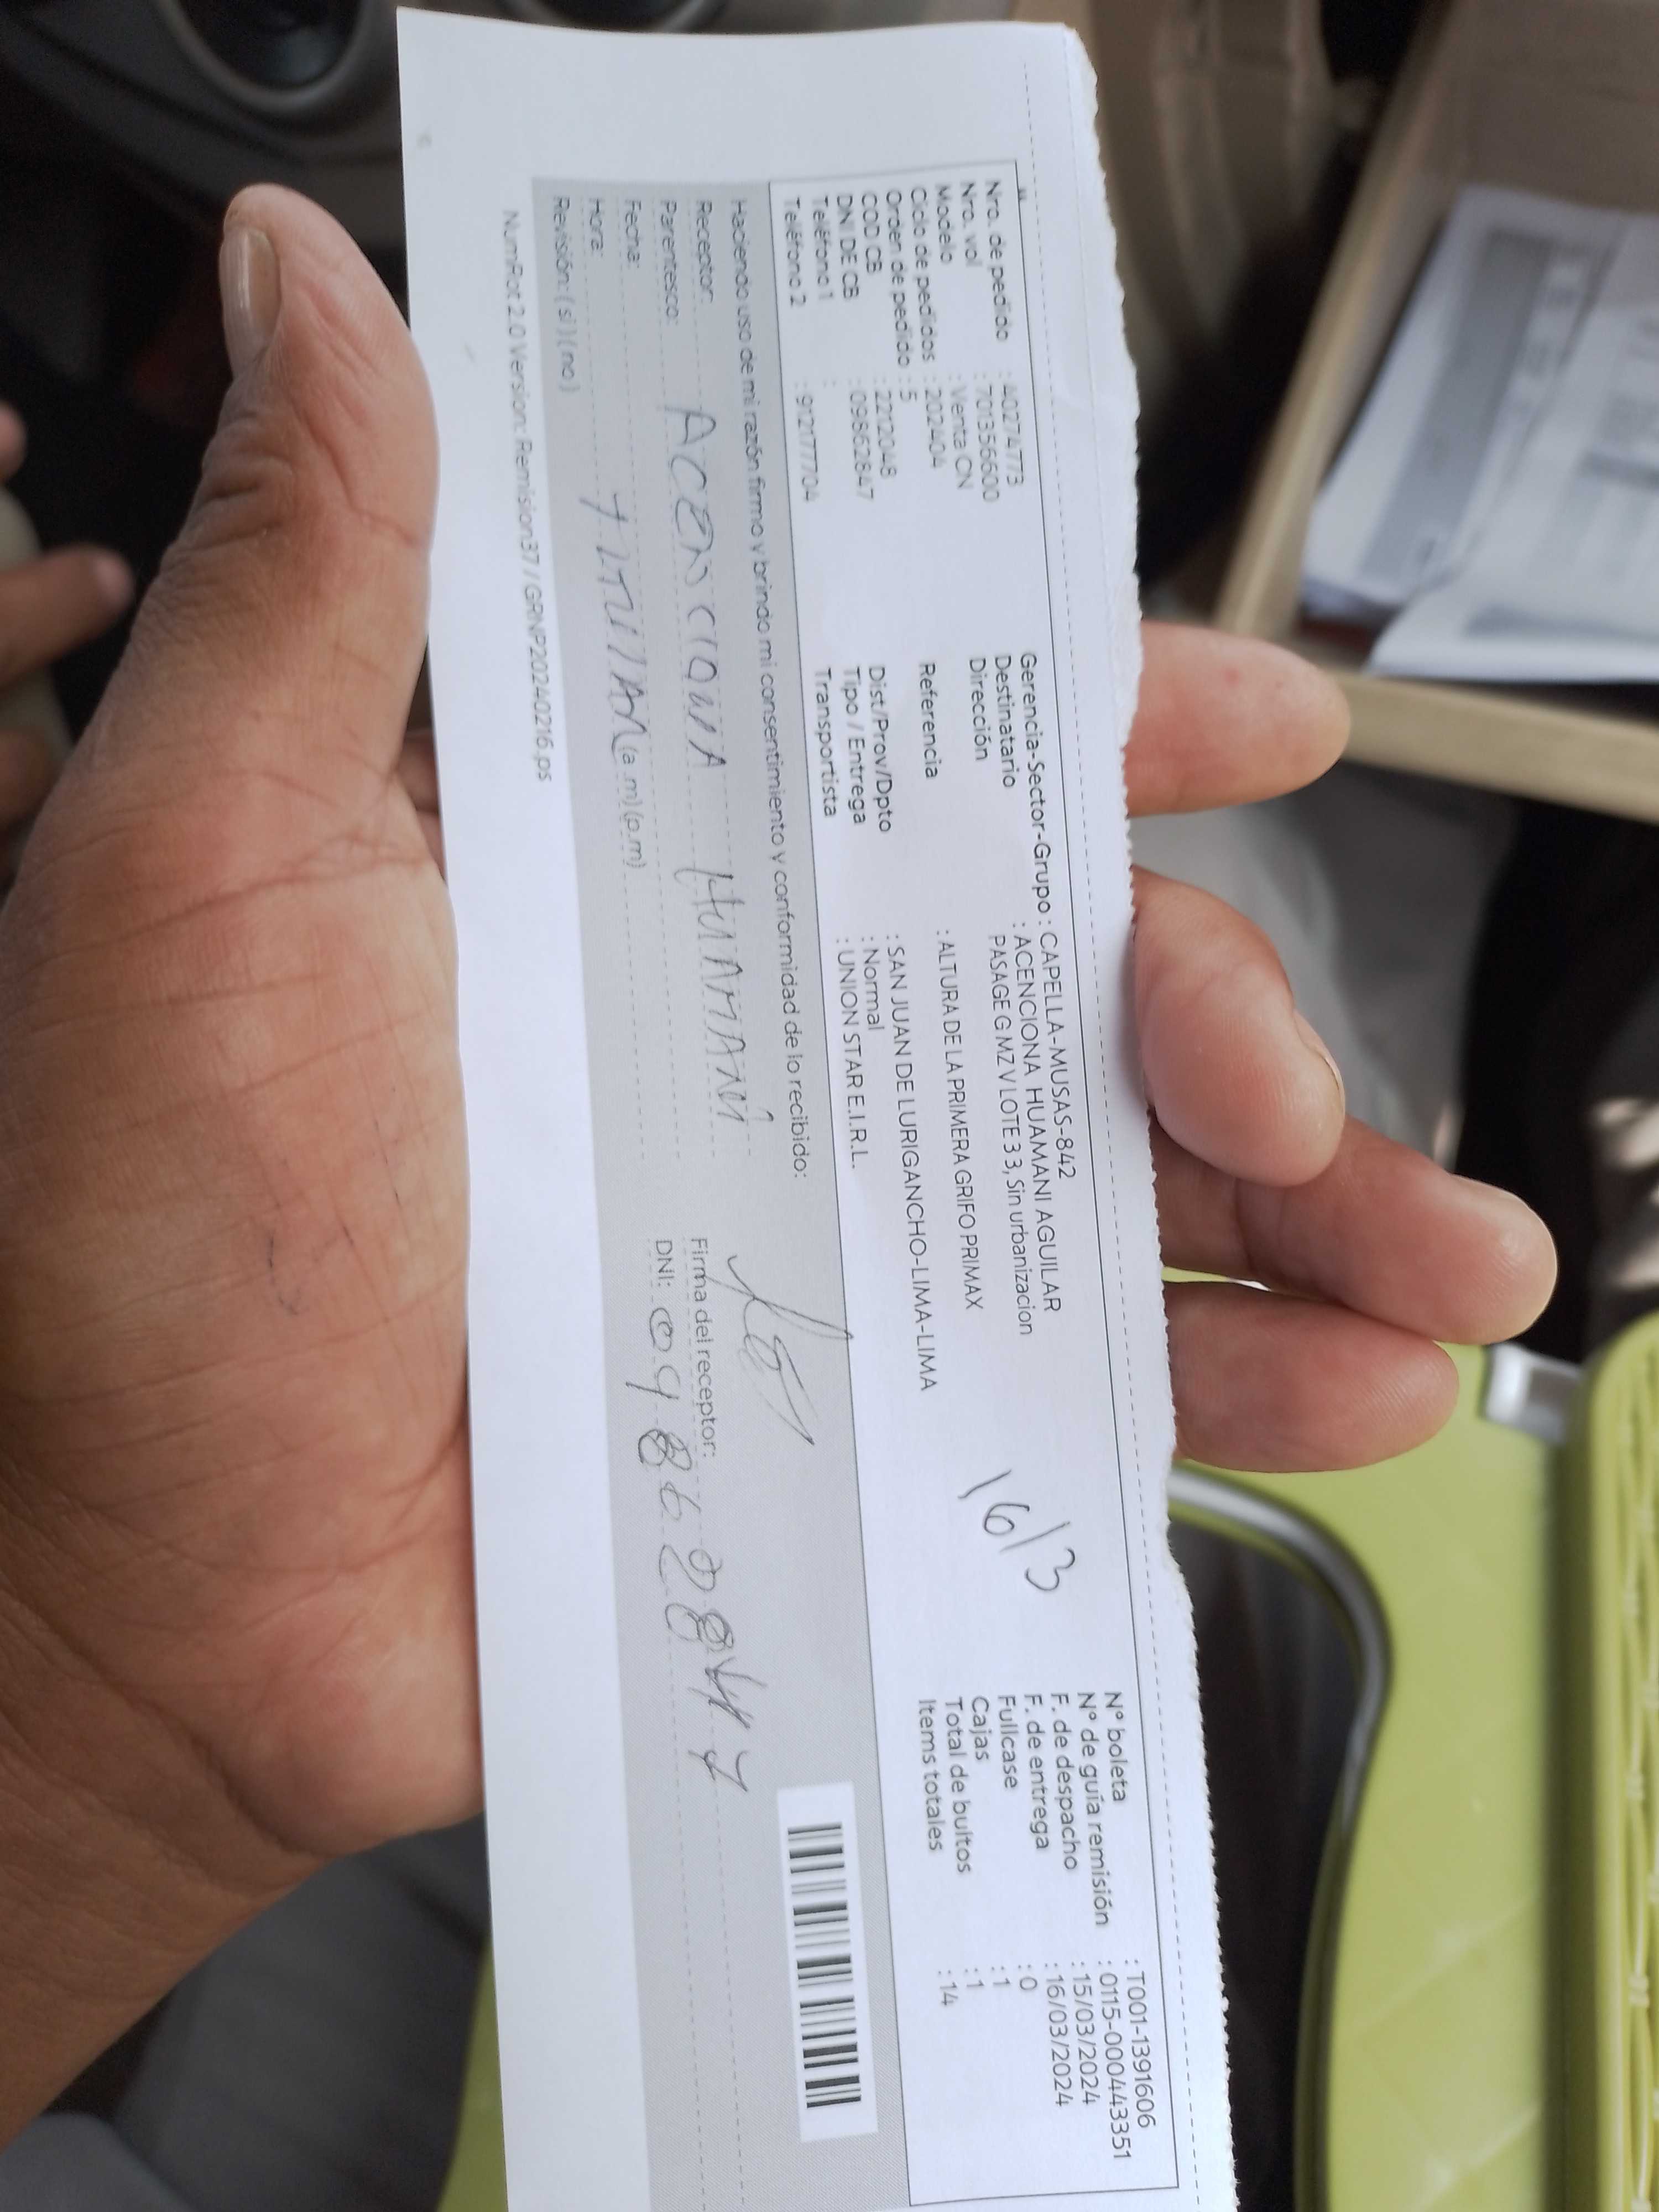 Nro. de pedido : 40274773
Nro. vol : 701356600
Modelo : Venta CN
Ciclo de pedidos : 202404
Orden de pedido : 5
COD CB : 2212048
DNI DE CB : 09862847
Teléfono 1 :
Teléfono 2 : 912177704
Gerencia-Sector-Grupo : CAPELLA-MUSAS-842
Destinatario : ACENCIONA HUAMANI AGUILAR
Dirección PASAGE G MZ V LOTE 3 3, Sin urbanizacion
Referencia : ALTURA DE LA PRIMERA GRIFO PRIMAX
Dist/Prov/Dpto : SAN JUAN DE LURIGANCHO-LIMA-LIMA
Tipo / Entrega : Normal
Transportista : UNION STAR E.I.R.L.
16/3
N° boleta : T001-1391606
N° de guía remisión : 0115-000443351
F. de despacho : 15/03/2024
F. de entrega : 16/03/2024
Fullcase : 0
Cajas : 1
Total de bultos : 1
Items totales : 14
Haciendo uso de mi razón firmo y brindo mi consentimiento y conformidad de lo recibido:
Receptor: Acenciona Huamaní
Parentesco:
Fecha:
Hora: (a.m) (p.m)
Revisión: (si) (no)
Firma del receptor:
DNI:
NumRot 2.0 Version: Remision37 / GRNP20240216.ps